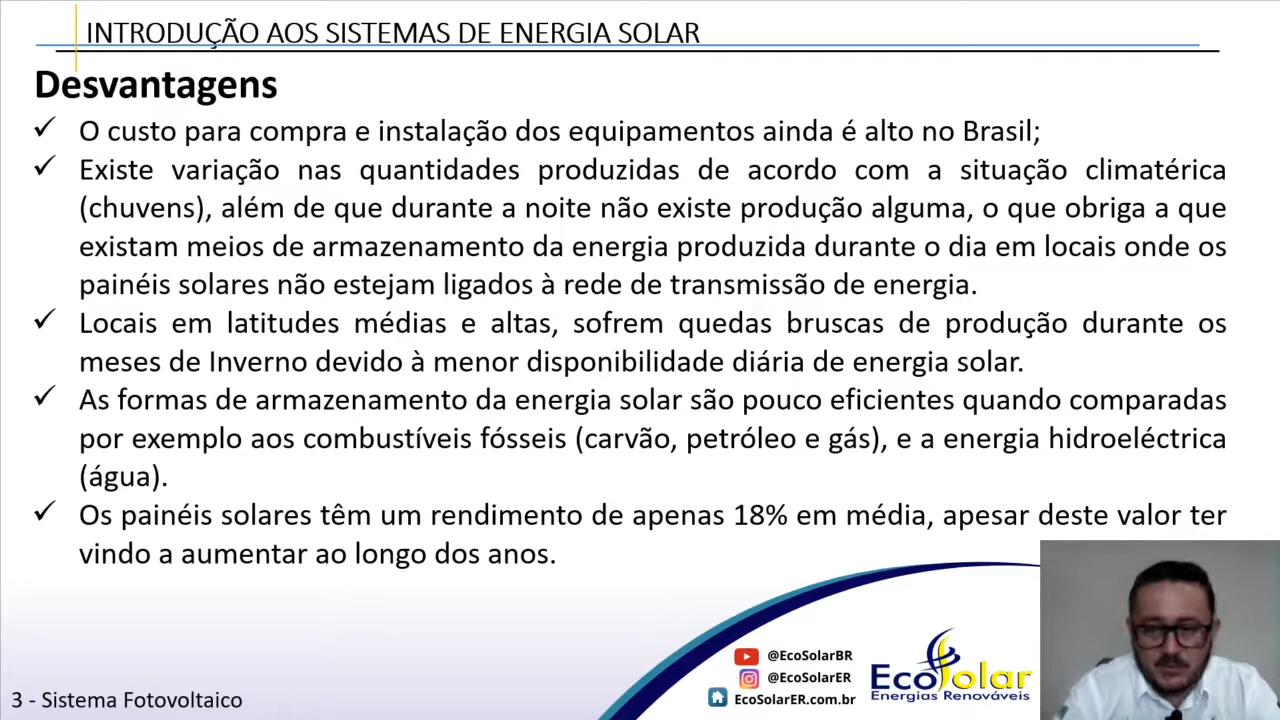 INTRODUÇÃO AOS SISTEMAS DE ENERGIA SOLAR
Desvantagens
✓ O custo para compra e instalação dos equipamentos ainda é alto no Brasil;
✓ Existe variação nas quantidades produzidas de acordo com a situação climatérica
(chuvens), além de que durante a noite não existe produção alguma, o que obriga a que
existam meios de armazenamento da energia produzida durante o dia em locais onde os
painéis solares não estejam ligados à rede de transmissão de energia.
✓ Locais em latitudes médias e altas, sofrem quedas bruscas de produção durante os
meses de Inverno devido à menor disponibilidade diária de energia solar.
✓ As formas de armazenamento da energia solar são pouco eficientes quando comparadas
por exemplo aos combustíveis fósseis (carvão, petróleo e gás), e a energia hidroeléctrica
(água).
✓ Os painéis solares têm um rendimento de apenas 18% em média, apesar deste valor ter
vindo a aumentar ao longo dos anos.
@EcoSolarBR
@EcoSolarER
EcoSolarER.com.br
EcoSolar
Energias Renováveis
3 - Sistema Fotovoltaico